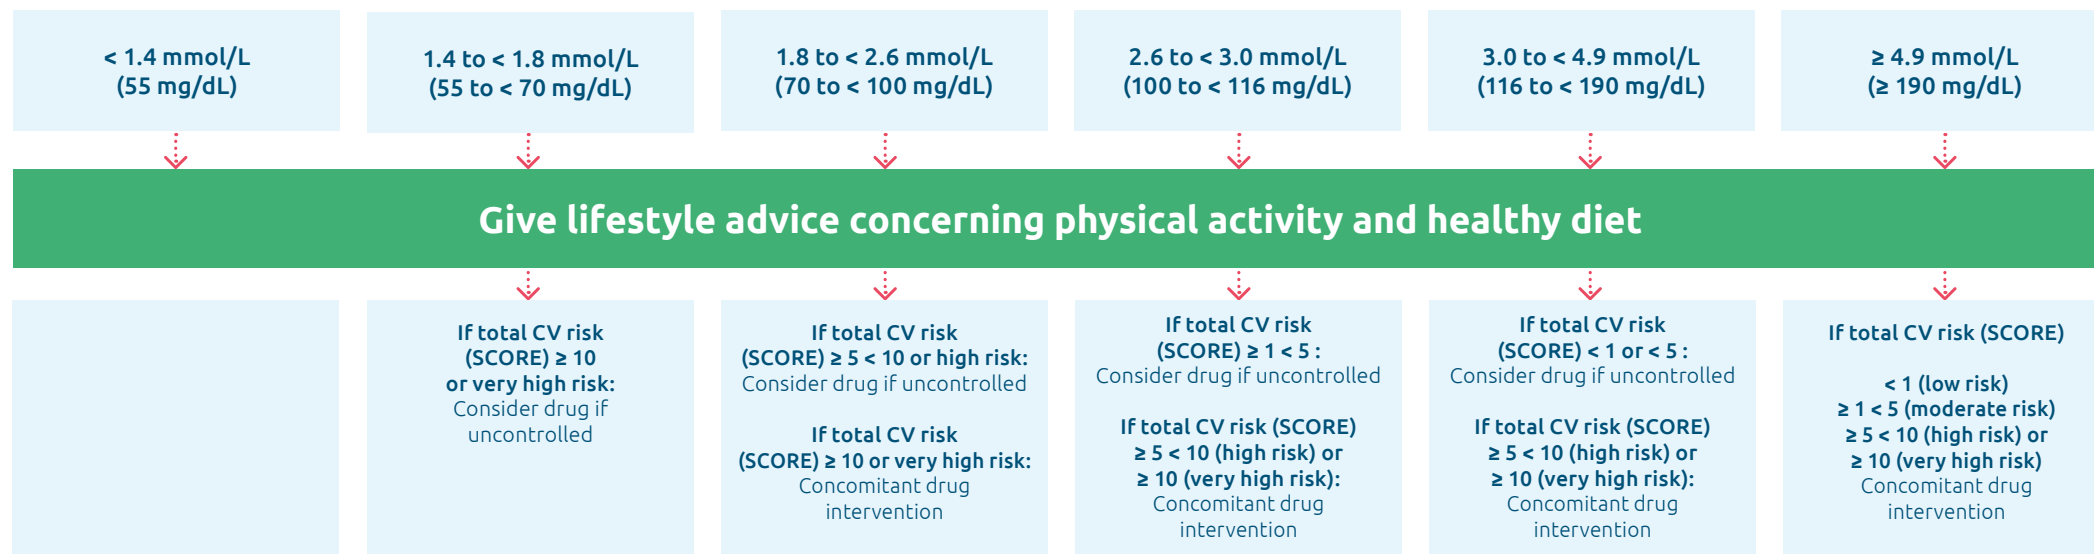 < 1.4 mmol/L
(55 mg/dL)
1.4 to < 1.8 mmol/L
(55 to < 70 mg/dL)
1.8 to < 2.6 mmol/L
(70 to < 100 mg/dL)
2.6 to < 3.0 mmol/L
(100 to < 116 mg/dL)
3.0 to < 4.9 mmol/L
(116 to < 190 mg/dL)
≥ 4.9 mmol/L
(≥ 190 mg/dL)
Give lifestyle advice concerning physical activity and healthy diet
If total CV risk
(SCORE) ≥ 10
or very high risk:
Consider drug if
uncontrolled
If total CV risk
(SCORE) ≥ 5 < 10 or high risk:
Consider drug if uncontrolled
If total CV risk
(SCORE) ≥ 10 or very high risk:
Concomitant drug
intervention
If total CV risk
(SCORE) ≥ 1 < 5 :
Consider drug if uncontrolled
If total CV risk (SCORE)
≥ 5 < 10 (high risk) or
≥ 10 (very high risk):
Concomitant drug
intervention
If total CV risk
(SCORE) < 1 or < 5 :
Consider drug if uncontrolled
If total CV risk (SCORE)
≥ 5 < 10 (high risk) or
≥ 10 (very high risk):
Concomitant drug
intervention
If total CV risk (SCORE)
< 1 (low risk)
≥ 1 < 5 (moderate risk)
≥ 5 < 10 (high risk) or
≥ 10 (very high risk)
Concomitant drug
intervention